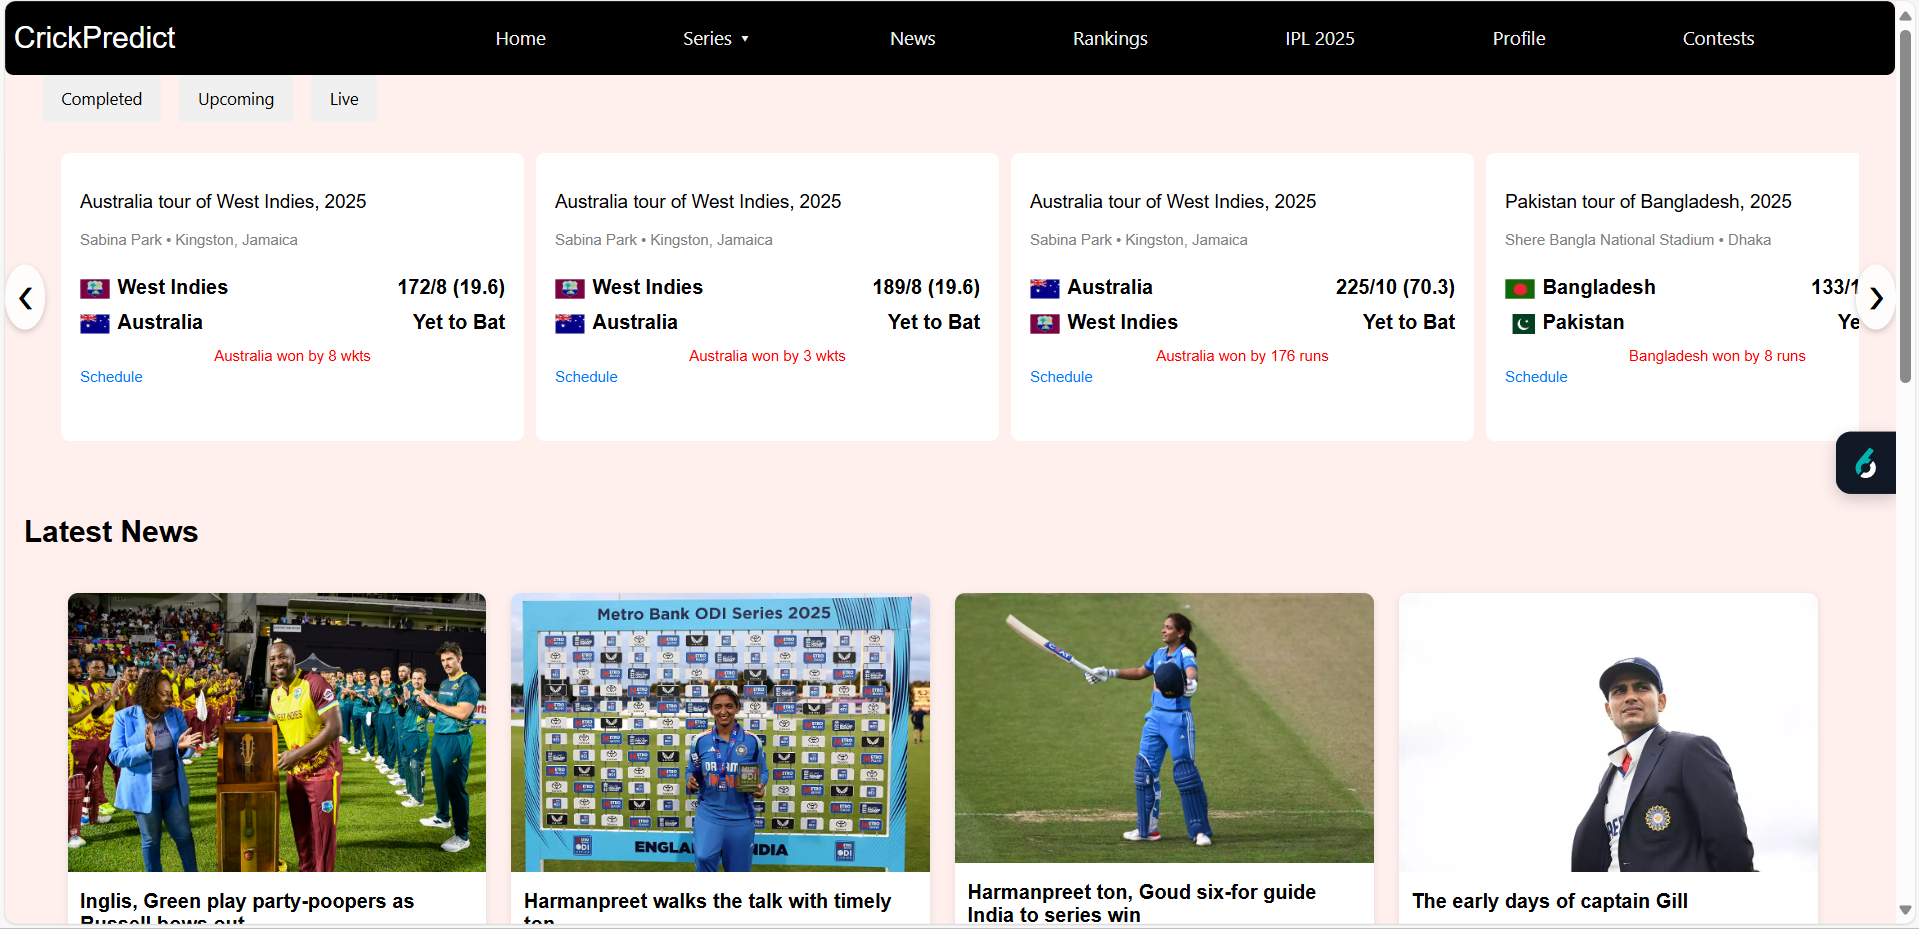 CrickPredict
Home
Series ▼
News
Rankings
IPL 2025
Profile
Contests
Completed
Upcoming
Live
Australia tour of West Indies, 2025
Sabina Park • Kingston, Jamaica
West Indies 172/8 (19.6)
Australia Yet to Bat
Australia won by 8 wkts
Schedule
Australia tour of West Indies, 2025
Sabina Park • Kingston, Jamaica
West Indies 189/8 (19.6)
Australia Yet to Bat
Australia won by 3 wkts
Schedule
Australia tour of West Indies, 2025
Sabina Park • Kingston, Jamaica
Australia 225/10 (70.3)
West Indies Yet to Bat
Australia won by 176 runs
Schedule
Pakistan tour of Bangladesh, 2025
Shere Bangla National Stadium • Dhaka
Bangladesh 133/1
Pakistan Ye
Bangladesh won by 8 runs
Schedule
Latest News
Metro Bank ODI Series 2025
Inglis, Green play party-poopers as
Russell bows out
Harmanpreet walks the talk with timely
ton
Harmanpreet ton, Goud six-for guide
India to series win
The early days of captain Gill